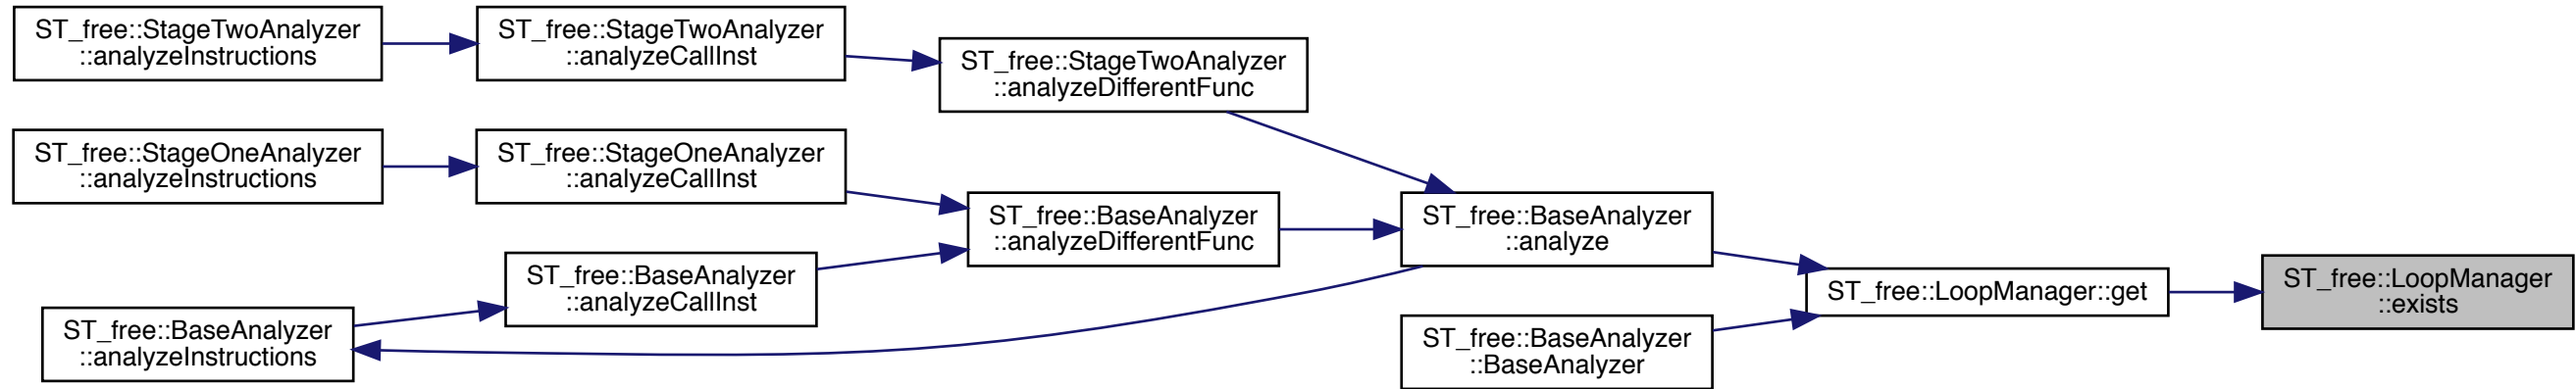 ST_free::StageTwoAnalyzer
::analyzeInstructions
ST_free::StageTwoAnalyzer
::analyzeCallInst
ST_free::StageTwoAnalyzer
::analyzeDifferentFunc
ST_free::StageOneAnalyzer
::analyzeInstructions
ST_free::StageOneAnalyzer
::analyzeCallInst
ST_free::BaseAnalyzer
::analyzeDifferentFunc
ST_free::BaseAnalyzer
::analyze
ST_free::BaseAnalyzer
::analyzeCallInst
ST_free::LoopManager::get
ST_free::LoopManager
::exists
ST_free::BaseAnalyzer
::analyzeInstructions
ST_free::BaseAnalyzer
::BaseAnalyzer